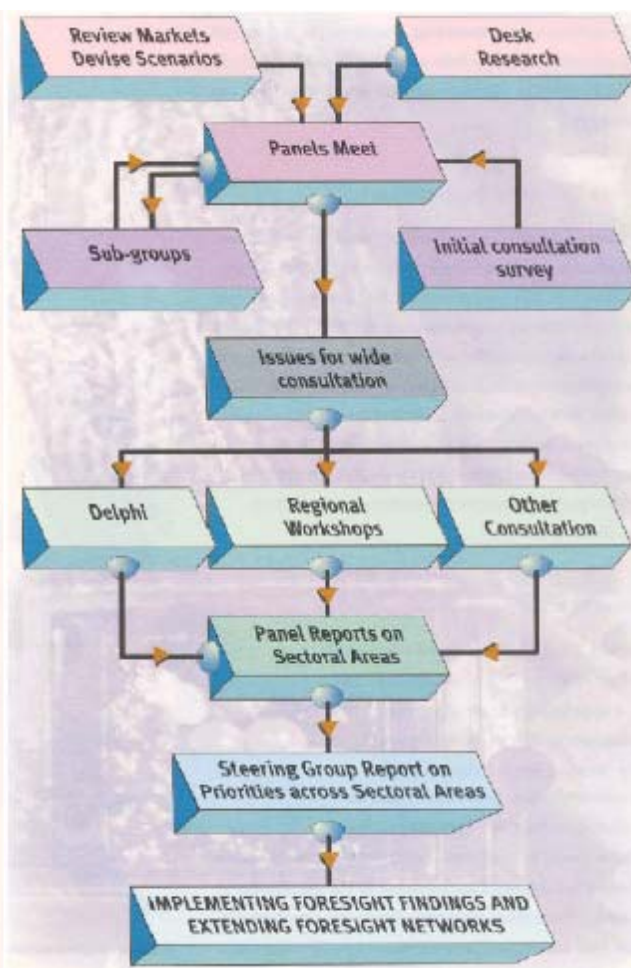 Review Markets
Devise Scenarios
Desk
Research
Panels Meet
Sub-groups
Initial consultation
survey
Issues for wide
consultation
Delphi
Regional
Workshops
Other
Consultation
Panel Reports on
Sectoral Areas
Steering Group Report on
Priorities across Sectoral Areas
IMPLEMENTING FORESIGHT FINDINGS AND
EXTENDING FORESIGHT NETWORKS